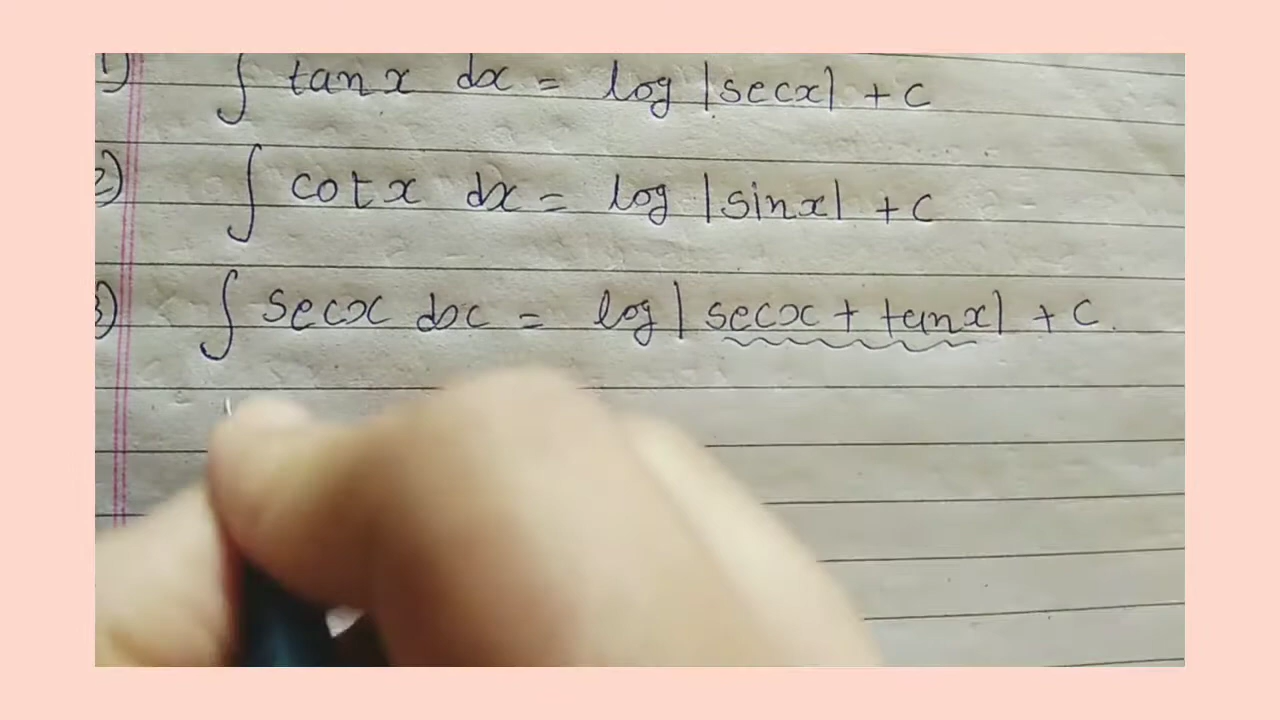 1) ∫ tan x dx = log |sec x| + c
2) ∫ cot x dx = log |sin x| + c
3) ∫ sec x dx = log | sec x + tan x| + c.